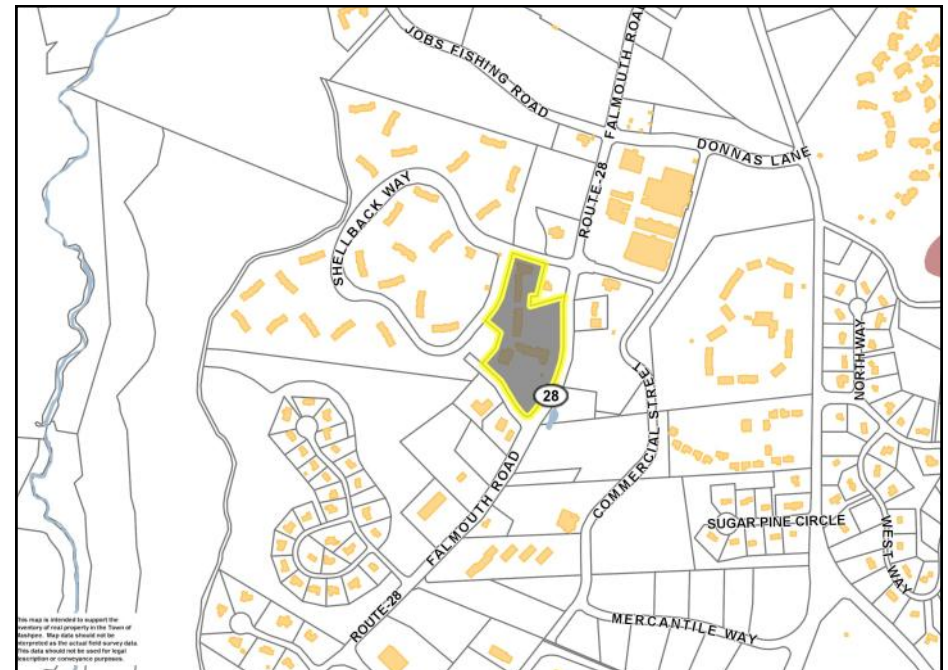 JOBS FISHING ROAD
FALMOUTH ROAD
DONNAS LANE
ROUTE-28
SHELLBACK WAY
28
NORTH WAY
COMMERCIAL STREET
FALMOUTH ROAD
SUGAR PINE CIRCLE
WEST WAY
ROUTE-28
MERCANTILE WAY
This map is intended to support the
inventory of real property in the Town of
Mashpee. Map data should not be
interpreted as the actual field survey data.
This data should not be used for legal
description or conveyance purposes.